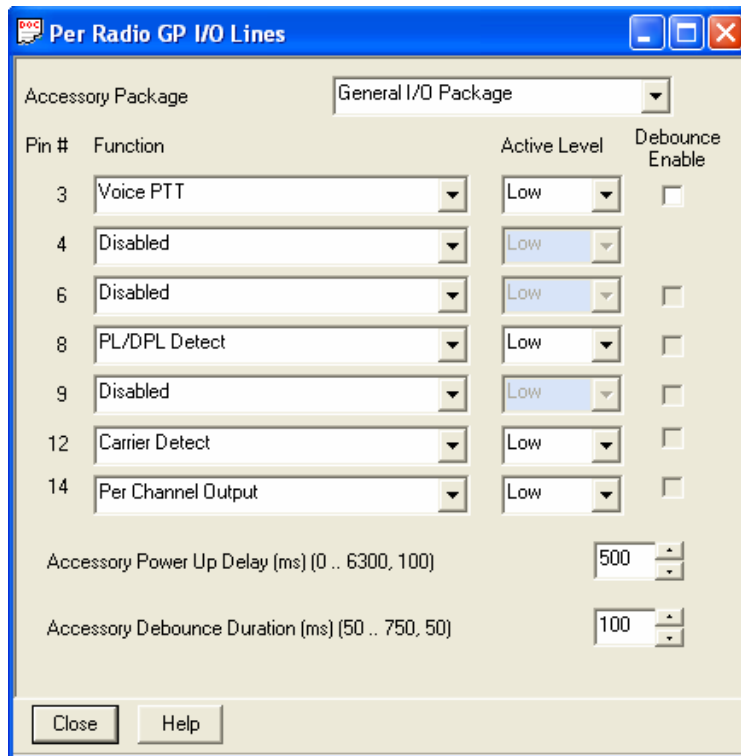 DOC
Per Radio GP I/O Lines
Accessory Package General I/O Package
Pin # Function Active Level Debounce Enable
3 Voice PTT Low
4 Disabled Low
6 Disabled Low
8 PL/DPL Detect Low
9 Disabled Low
12 Carrier Detect Low
14 Per Channel Output Low
Accessory Power Up Delay (ms) (0 .. 6300, 100) 500
Accessory Debounce Duration (ms) (50 .. 750, 50) 100
Close Help